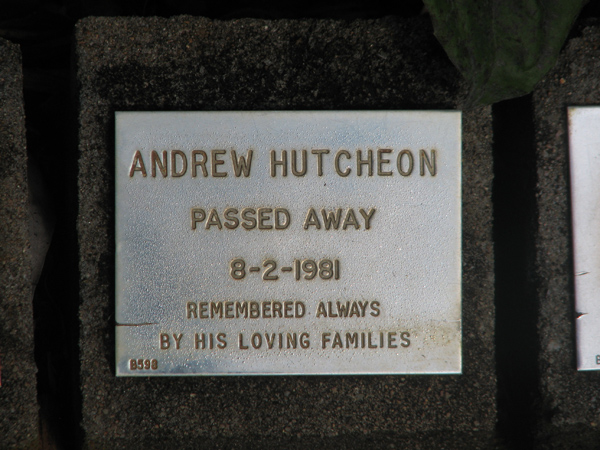 ANDREW HUTCHEON
PASSED AWAY
8-2-1981
REMEMBERED ALWAYS
BY HIS LOVING FAMILIES
B598